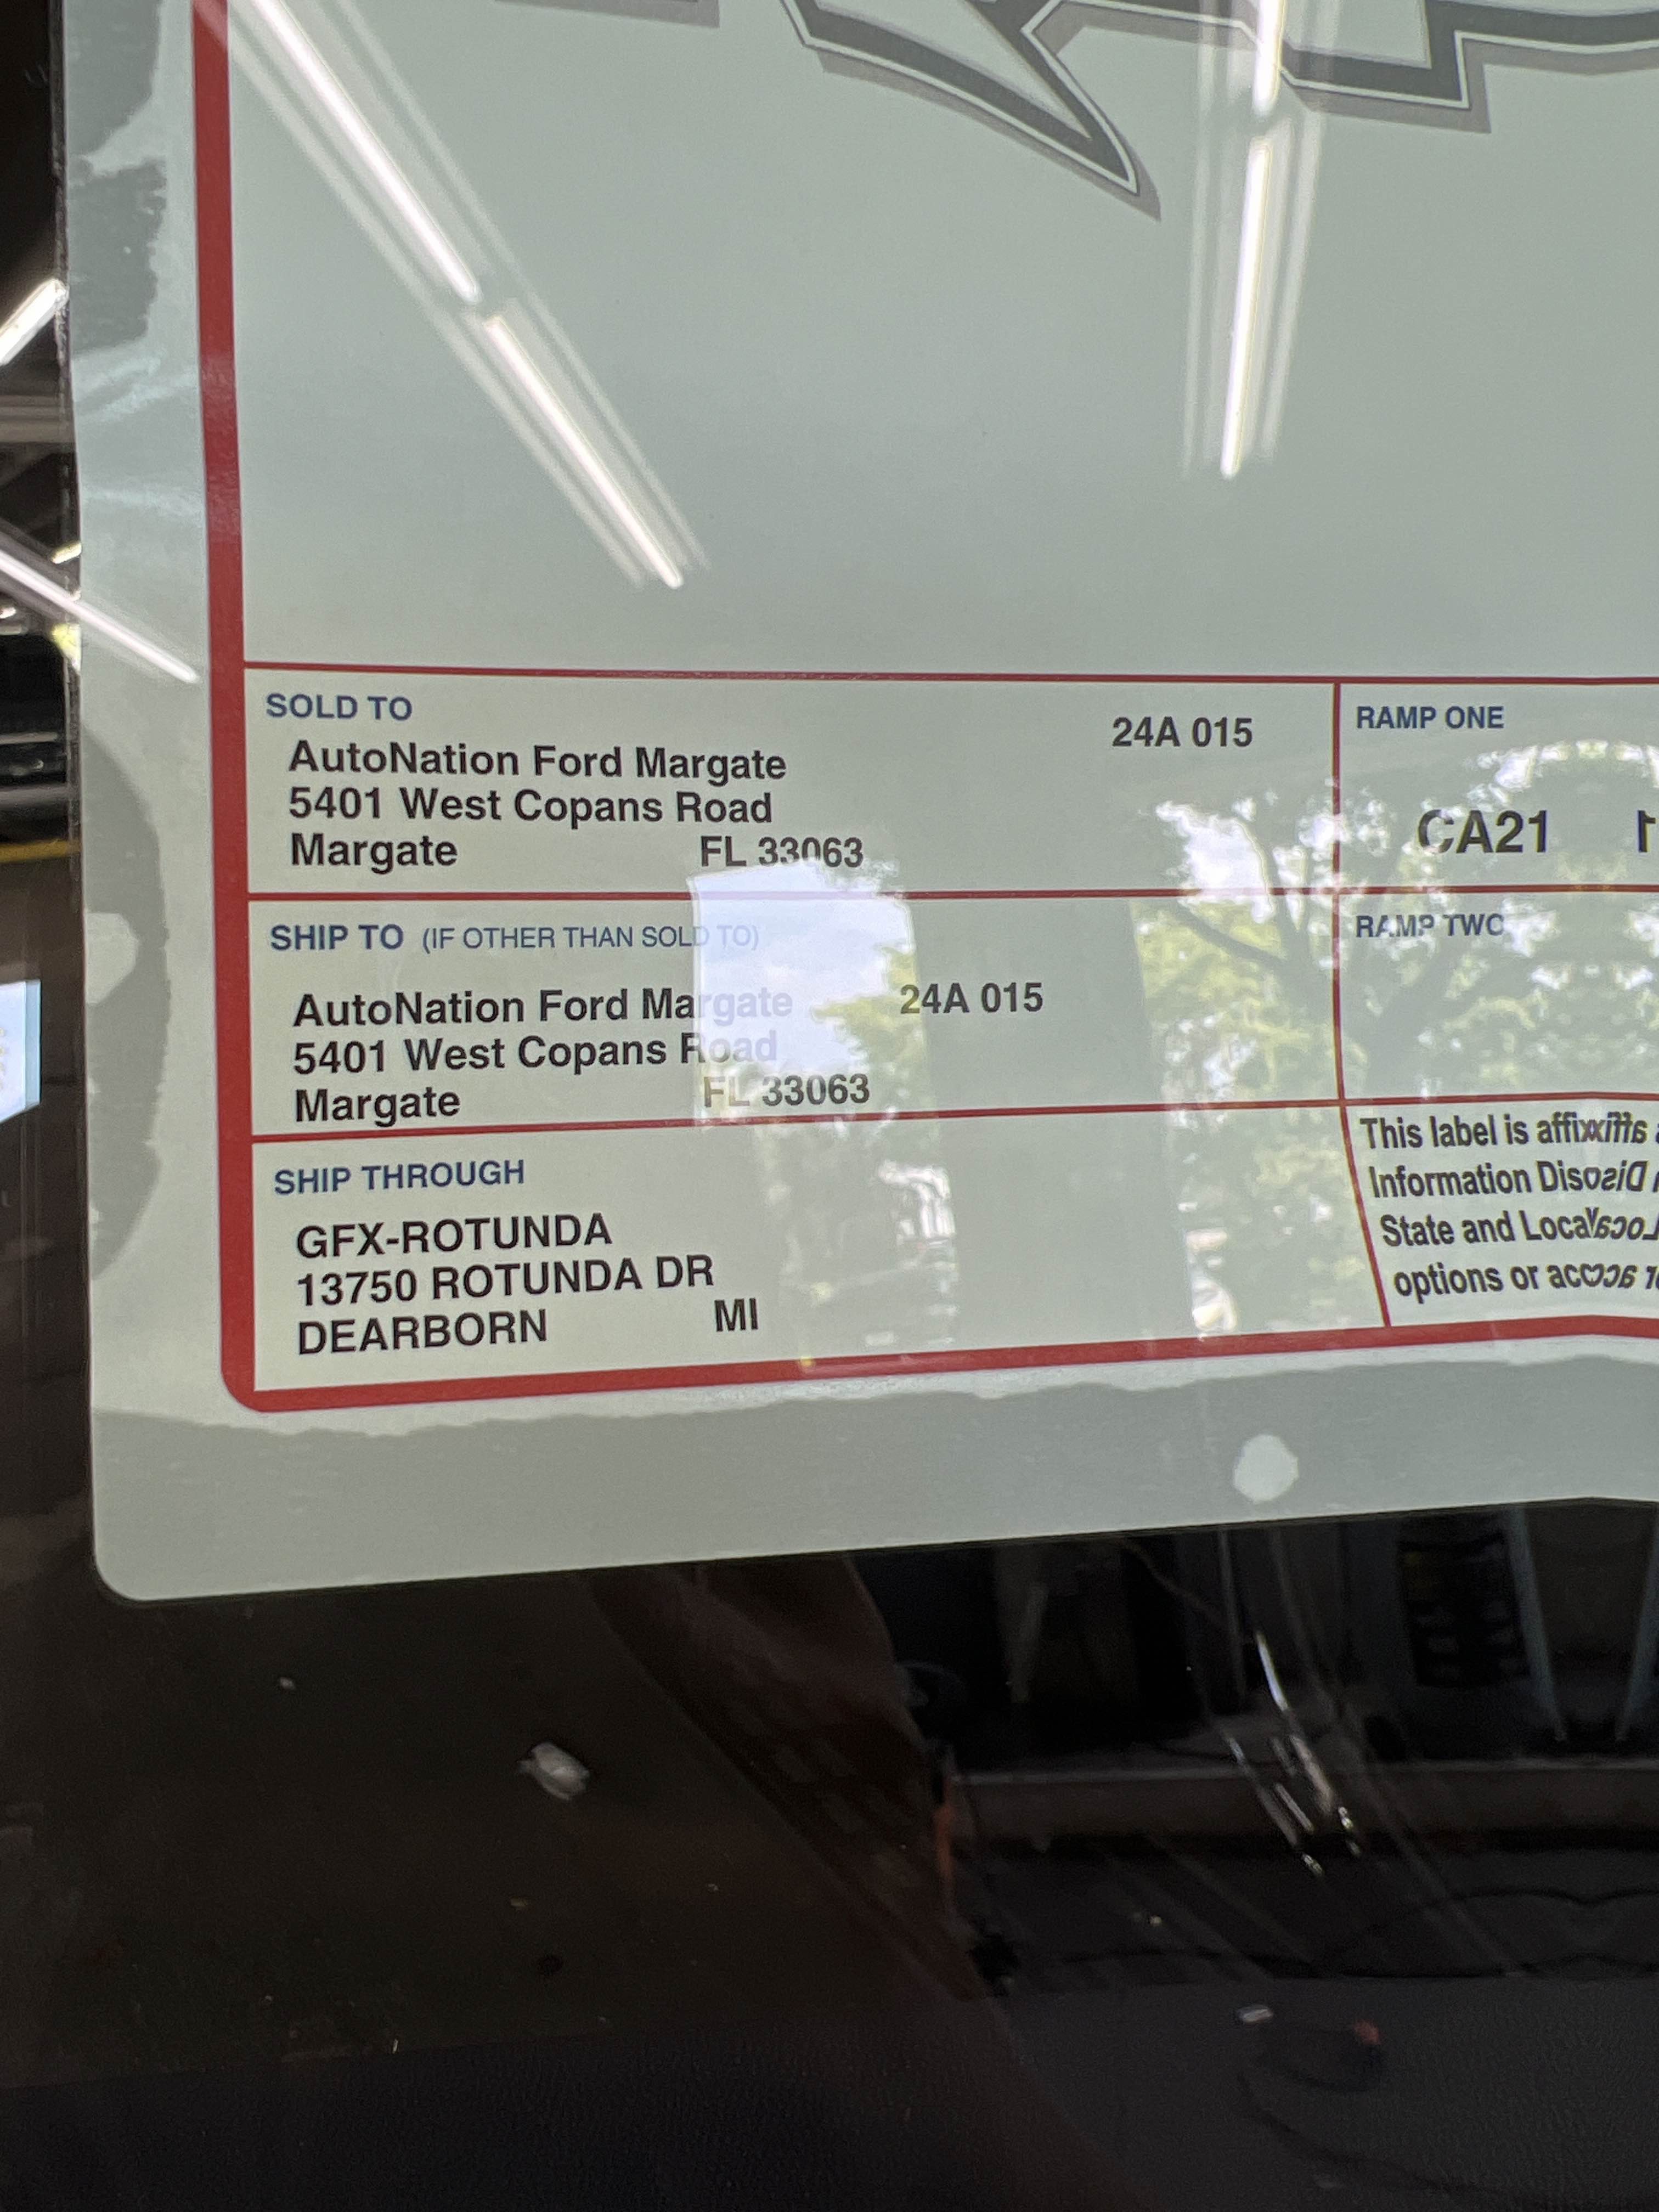 SOLD TO
AutoNation Ford Margate 24A 015
5401 West Copans Road
Margate FL 33063
RAMP ONE
CA21
SHIP TO (IF OTHER THAN SOLD TO)
AutoNation Ford Margate 24A 015
5401 West Copans Road
Margate FL 33063
RAMP TWO
SHIP THROUGH
GFX-ROTUNDA
13750 ROTUNDA DR
DEARBORN MI
This label is
Information
State and
options or